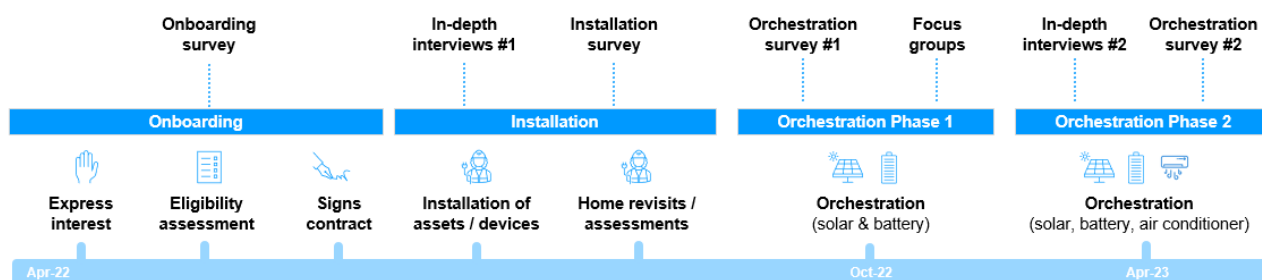 Onboarding
survey
In-depth
interviews #1
Installation
survey
Orchestration
survey #1
Focus
groups
In-depth
interviews #2
Orchestration
survey #2
Onboarding
Installation
Orchestration Phase 1
Orchestration Phase 2
Express
interest
Eligibility
assessment
Signs
contract
Installation of
assets / devices
Home revisits /
assessments
Orchestration
(solar & battery)
Orchestration
(solar, battery, air conditioner)
Apr-22
Oct-22
Apr-23